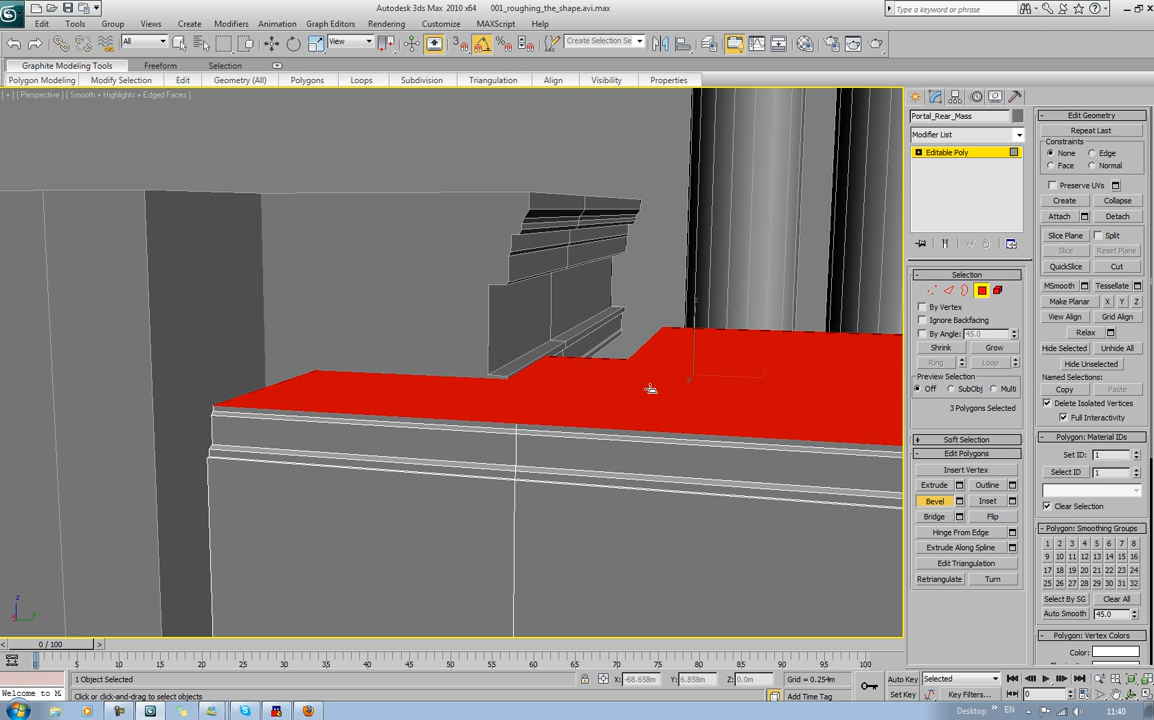 Autodesk 3ds Max 2010 x64 001_roughing_the_shape.avi.max
Type a keyword or phrase
Edit Tools Group Views Create Modifiers Animation Graph Editors Rendering Customize MAXScript Help
All View Create Selection Se
Graphite Modeling Tools Freeform Selection
Polygon Modeling Modify Selection Edit Geometry (All) Polygons Loops Subdivision Triangulation Align Visibility Properties
[ + ] [ Perspective ] [ Smooth + Highlights + Edged Faces ]
Portal_Rear_Mass
Modifier List
Editable Poly
Selection
By Vertex
Ignore Backfacing
By Angle: 45.0
Shrink Grow
Ring Loop
Preview Selection
Off SubObj Multi
3 Polygons Selected
Soft Selection
Edit Polygons
Insert Vertex
Extrude Outline
Bevel Inset
Bridge Flip
Hinge From Edge
Extrude Along Spline
Edit Triangulation
Retriangulate Turn
Edit Geometry
Repeat Last
Constraints
None Edge
Face Normal
Preserve UVs
Create Collapse
Attach Detach
Slice Plane Split
Slice Reset Plane
QuickSlice Cut
MSmooth Tessellate
Make Planar X Y Z
View Align Grid Align
Relax
Hide Selected Unhide All
Hide Unselected
Named Selections:
Copy Paste
Delete Isolated Vertices
Full Interactivity
Polygon: Material IDs
Set ID: 1
Select ID 1
Clear Selection
Polygon: Smoothing Groups
1 2 3 4 5 6 7 8
9 10 11 12 13 14 15 16
17 18 19 20 21 22 23 24
25 26 27 28 29 30 31 32
Select By SG Clear All
Auto Smooth 45.0
Polygon: Vertex Colors
Color:
0 / 100
0 5 10 15 20 25 30 35 40 45 50 55 60 65 70 75 80 85 90 95 100
1 Object Selected X: -68.658m Y: 6.858m Z: 0.0m Grid = 0.254m Auto Key Selected
Welcome to M Click or click-and-drag to select objects Add Time Tag Set Key Key Filters... 0
Desktop EN 11:40